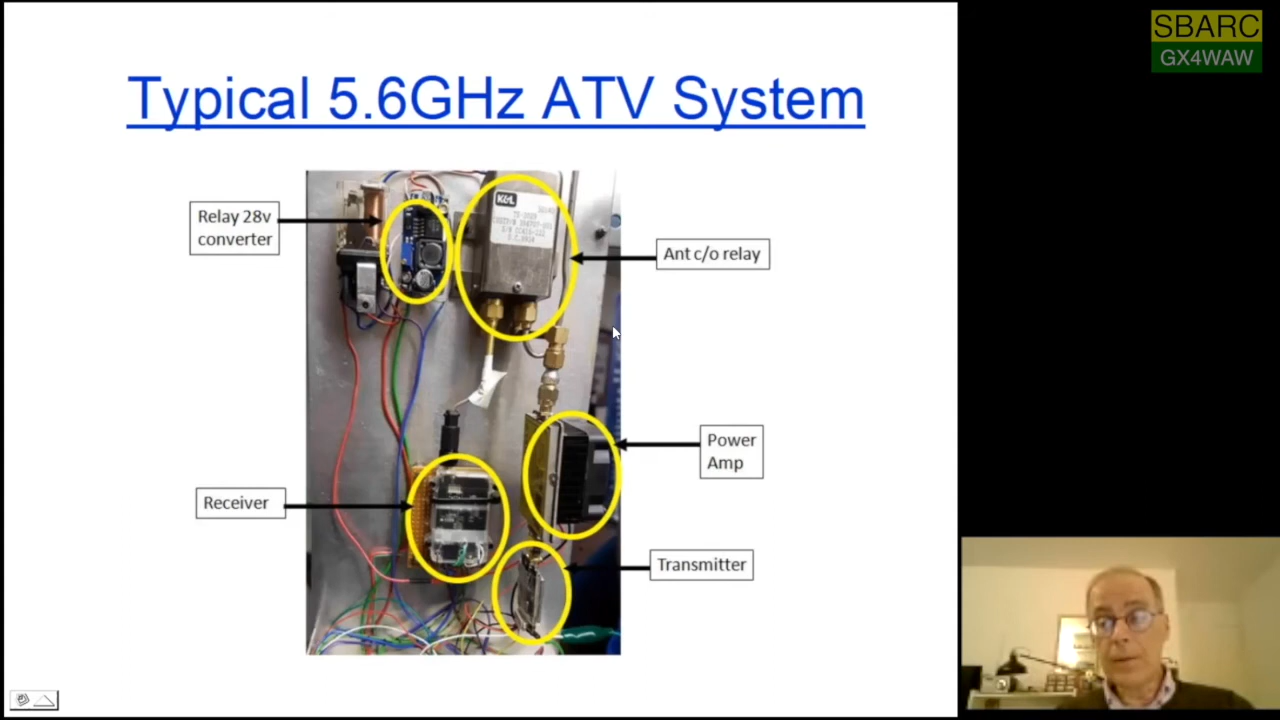 Typical 5.6GHz ATV System
SBARC
GX4WAW
Relay 28v
converter
K&L
Ant c/o relay
Power
Amp
Receiver
Transmitter